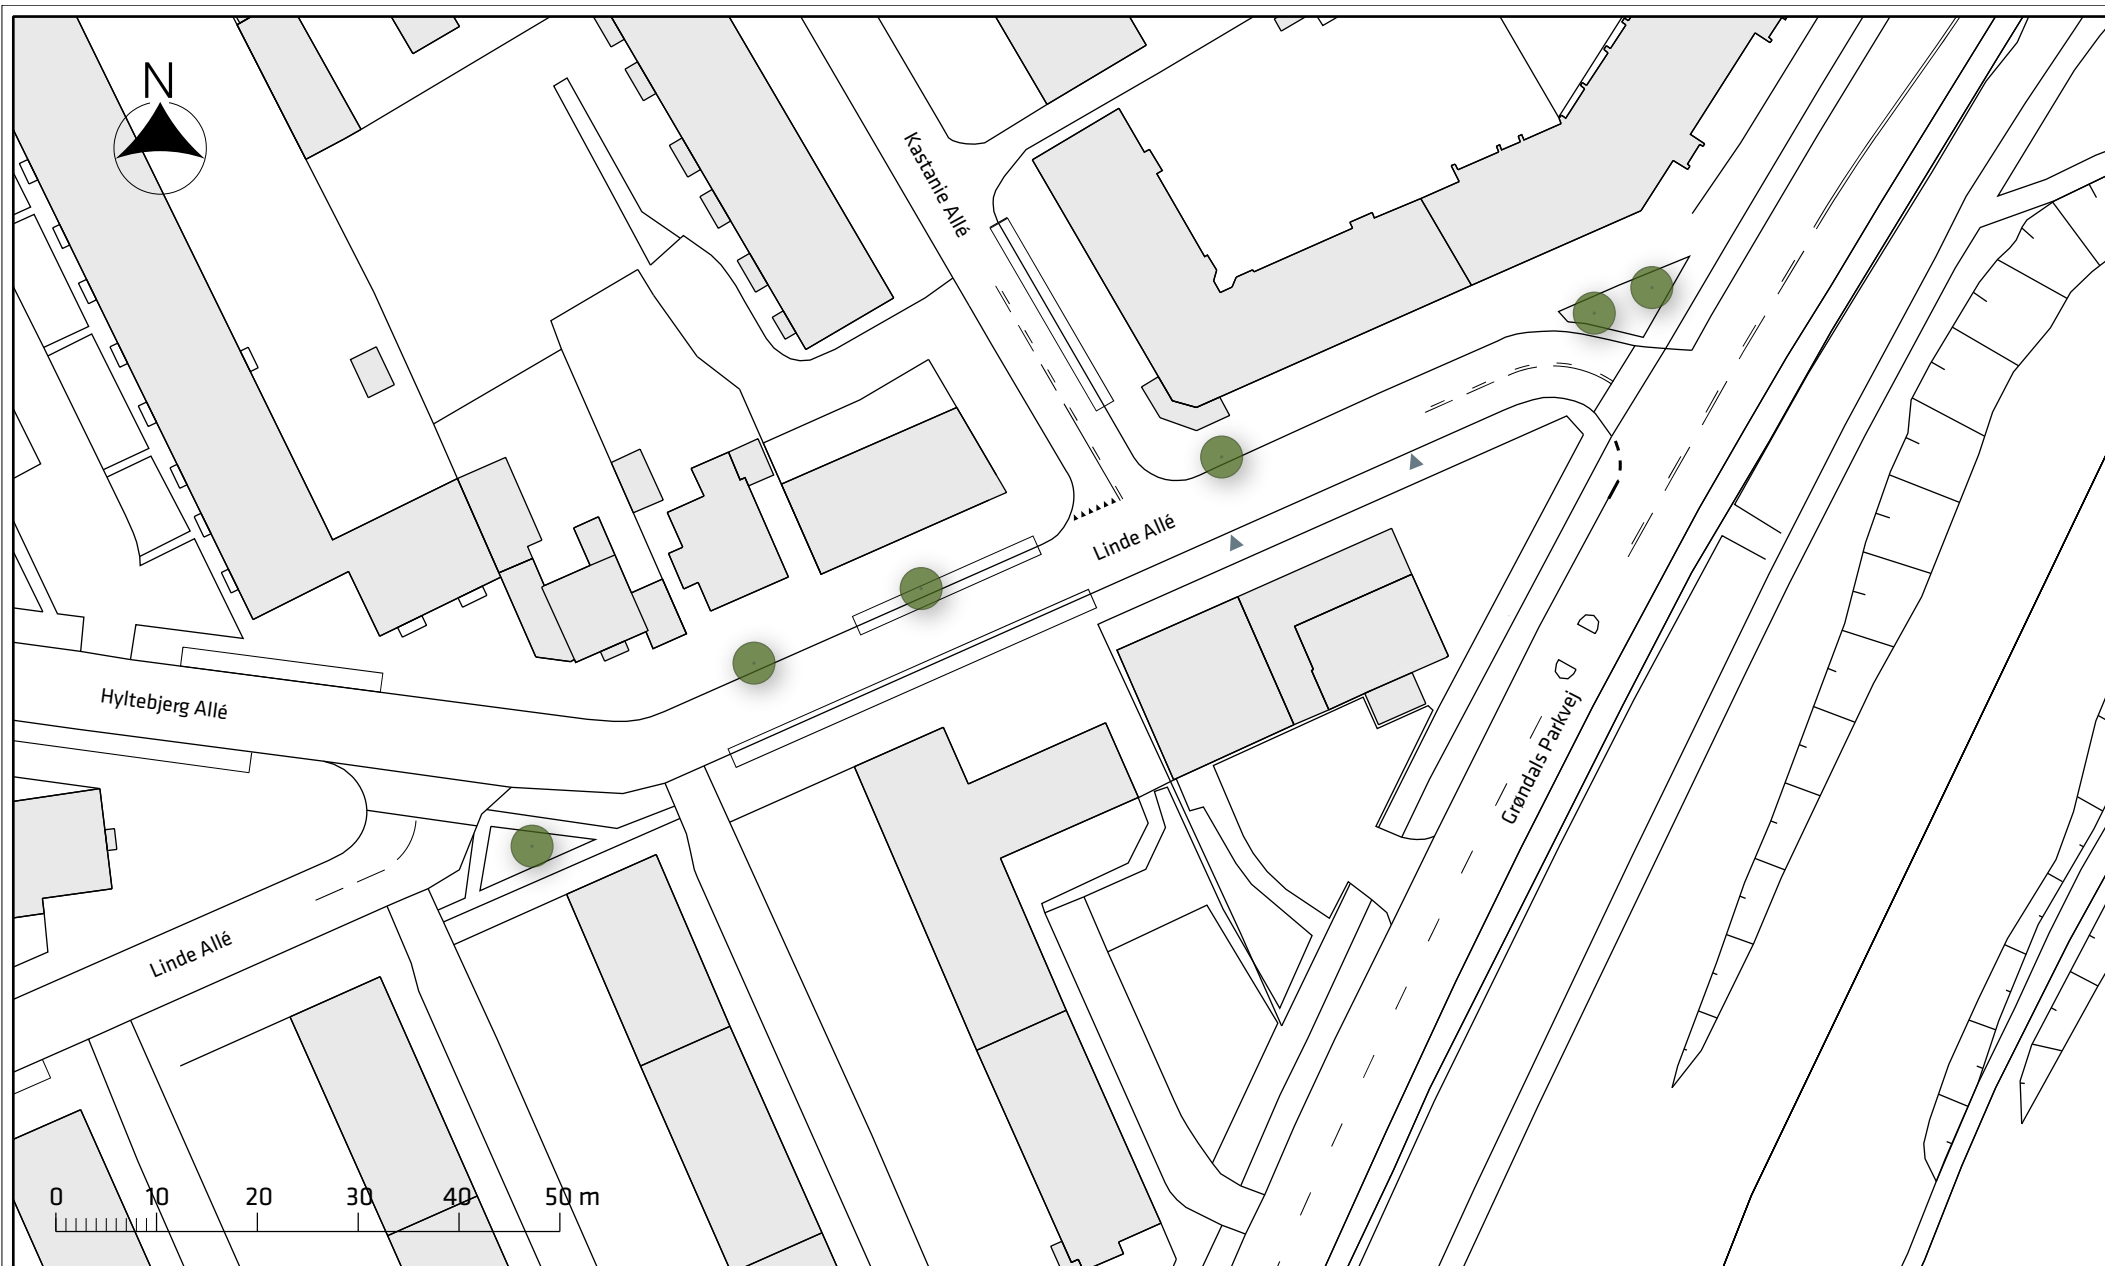 N
Kastanie Allé
Linde Allé
Hyltebjerg Allé
Grøndals Parkvej
Linde Allé
0 10 20 30 40 50 m